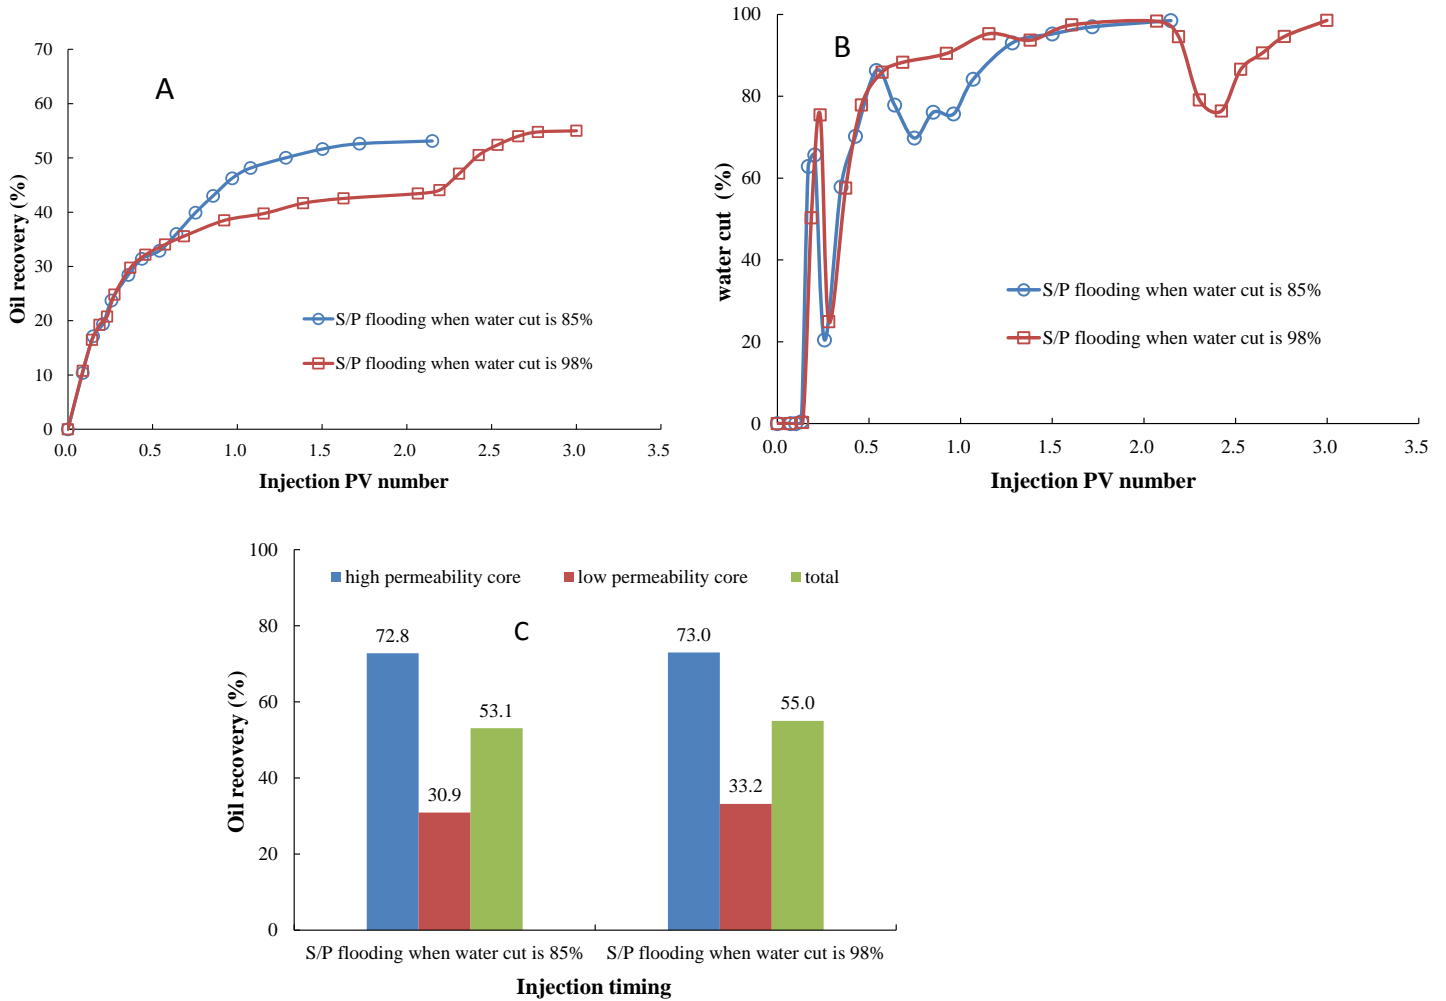 A
Oil recovery (%)
70
60
50
40
30
20
10
0
0.0 0.5 1.0 1.5 2.0 2.5 3.0 3.5
Injection PV number
S/P flooding when water cut is 85%
S/P flooding when water cut is 98%
B
water cut (%)
100
80
60
40
20
0
0.0 0.5 1.0 1.5 2.0 2.5 3.0 3.5
Injection PV number
S/P flooding when water cut is 85%
S/P flooding when water cut is 98%
C
Oil recovery (%)
100
80
60
40
20
0
high permeability core low permeability core total
72.8 30.9 53.1
73.0 33.2 55.0
S/P flooding when water cut is 85% S/P flooding when water cut is 98%
Injection timing